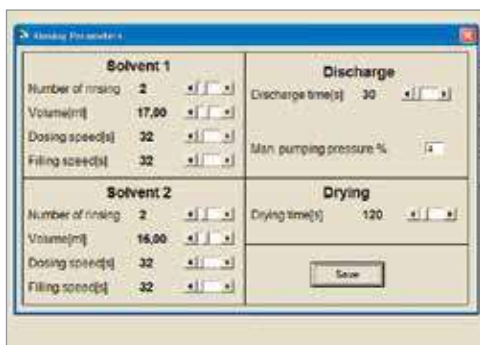 Rinsing Parameters
Solvent 1
Number of rinsing 2
Volume[ml] 17,00
Dosing speed[s] 32
Filling speed[s] 32
Discharge
Discharge time[s] 30
Man. pumping pressure %
Solvent 2
Number of rinsing 2
Volume[ml] 16,00
Dosing speed[s] 32
Filling speed[s] 32
Drying
Drying time[s] 120
Save